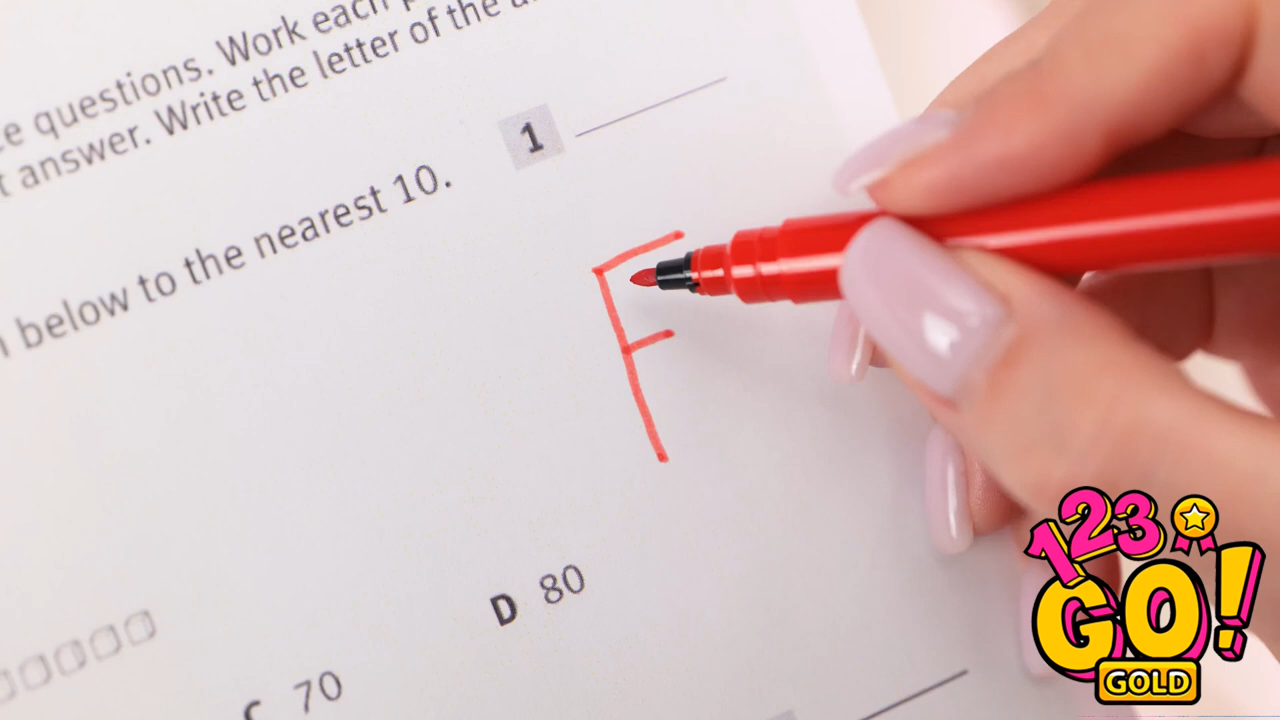 questions. Work each
answer. Write the letter of the
1
below to the nearest 10.
F
D 80
C 70
123
GO!
GOLD